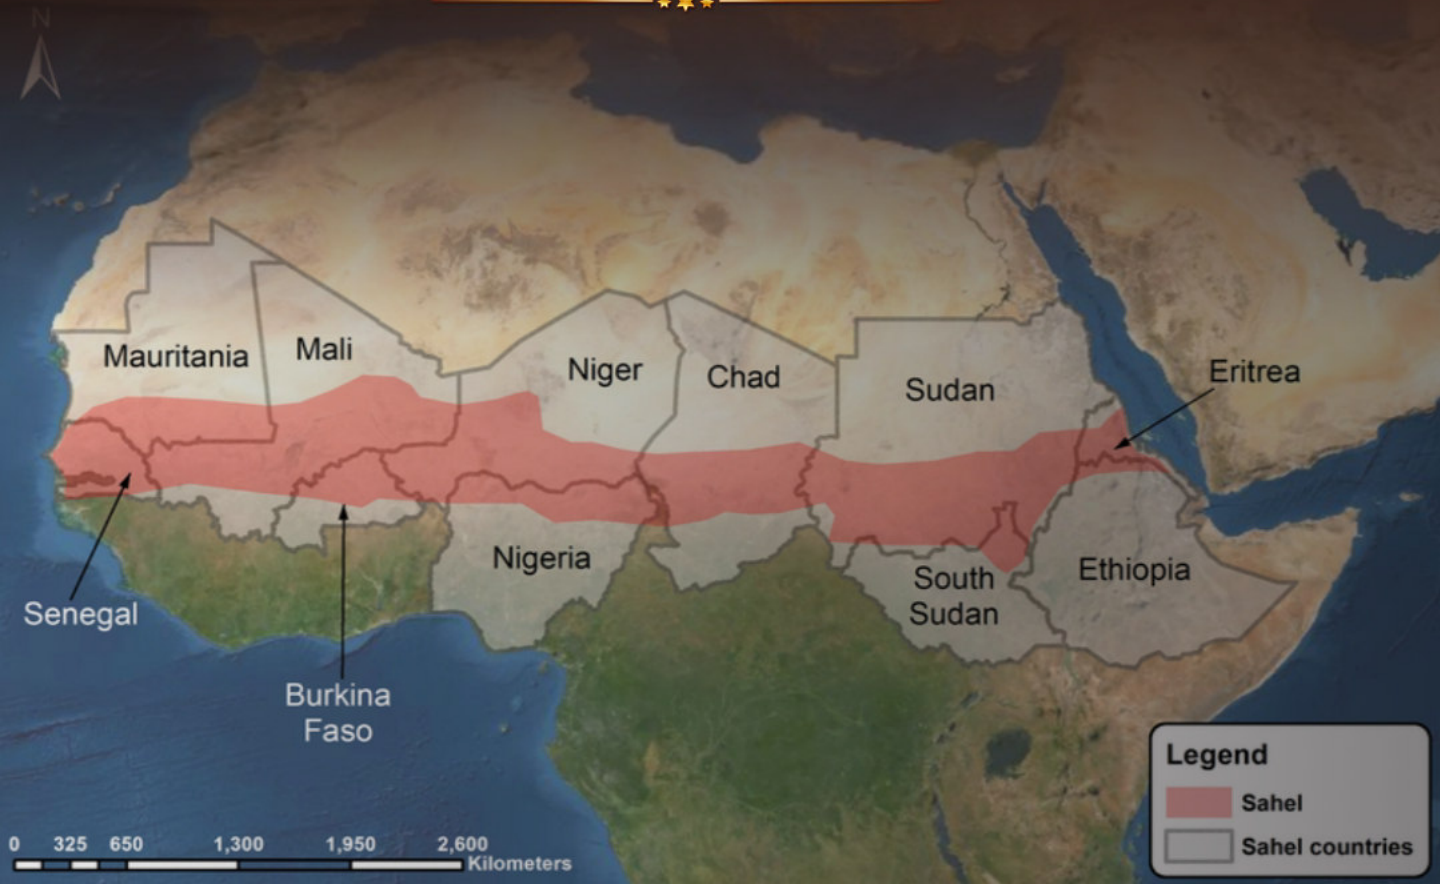 N
Mauritania
Mali
Niger
Chad
Sudan
Eritrea
Nigeria
South
Sudan
Ethiopia
Senegal
Burkina
Faso
Legend
Sahel
Sahel countries
0 325 650 1,300 1,950 2,600
Kilometers